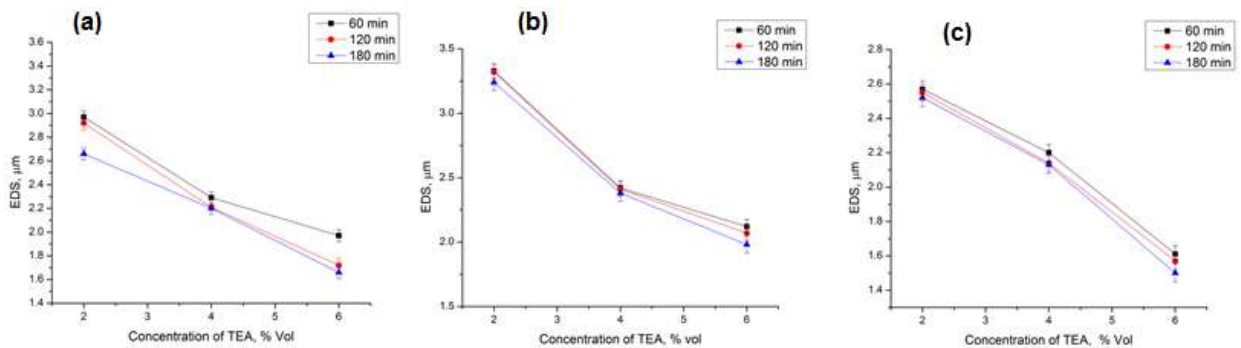 (a)
60 min
120 min
180 min
3.6
3.4
3.2
3.0
2.8
2.6
2.4
2.2
2.0
1.8
1.6
1.4
EDS, μm
2 3 4 5 6
Concentration of TEA, % Vol
(b)
60 min
120 min
180 min
3.5
3.0
2.5
2.0
1.5
EDS, μm
2 3 4 5 6
Concentration of TEA, % vol
(c)
60 min
120 min
180 min
2.8
2.6
2.4
2.2
2.0
1.8
1.6
1.4
EDS, μm
2 3 4 5 6
Concentration of TEA, % Vol